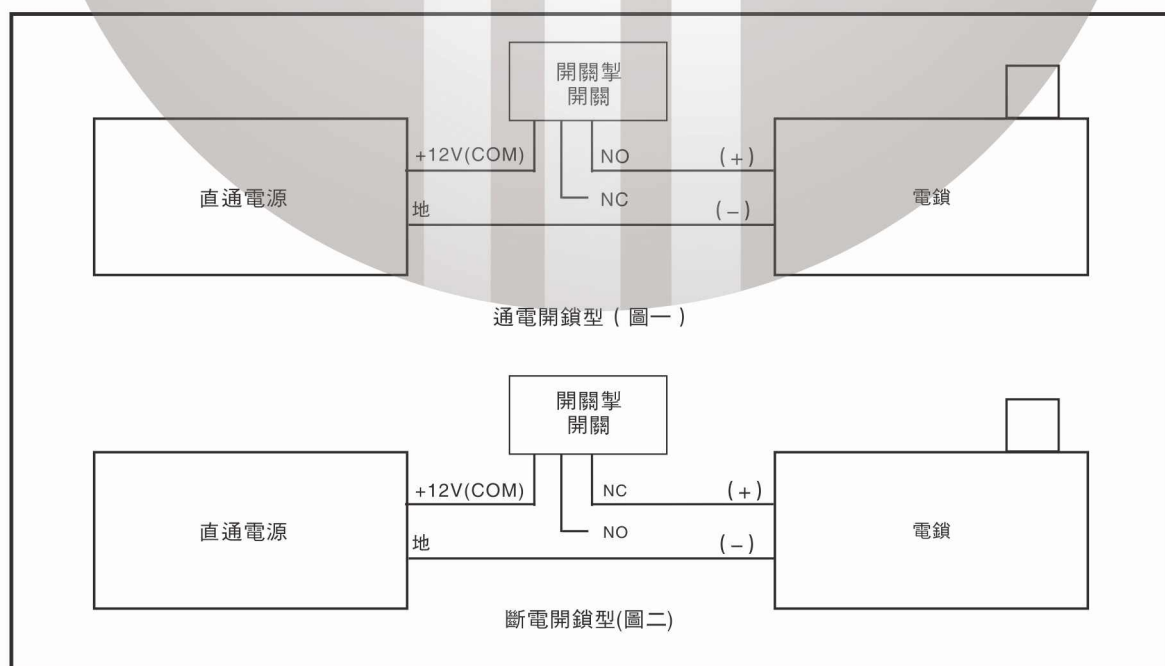 開關掣
開關
+12V(COM)
NO
(+)
直通電源
NC
電鎖
地
(−)
通電開鎖型 ( 圖一 )
開關掣
開關
+12V(COM)
NC
(+)
直通電源
NO
電鎖
地
(−)
斷電開鎖型(圖二)